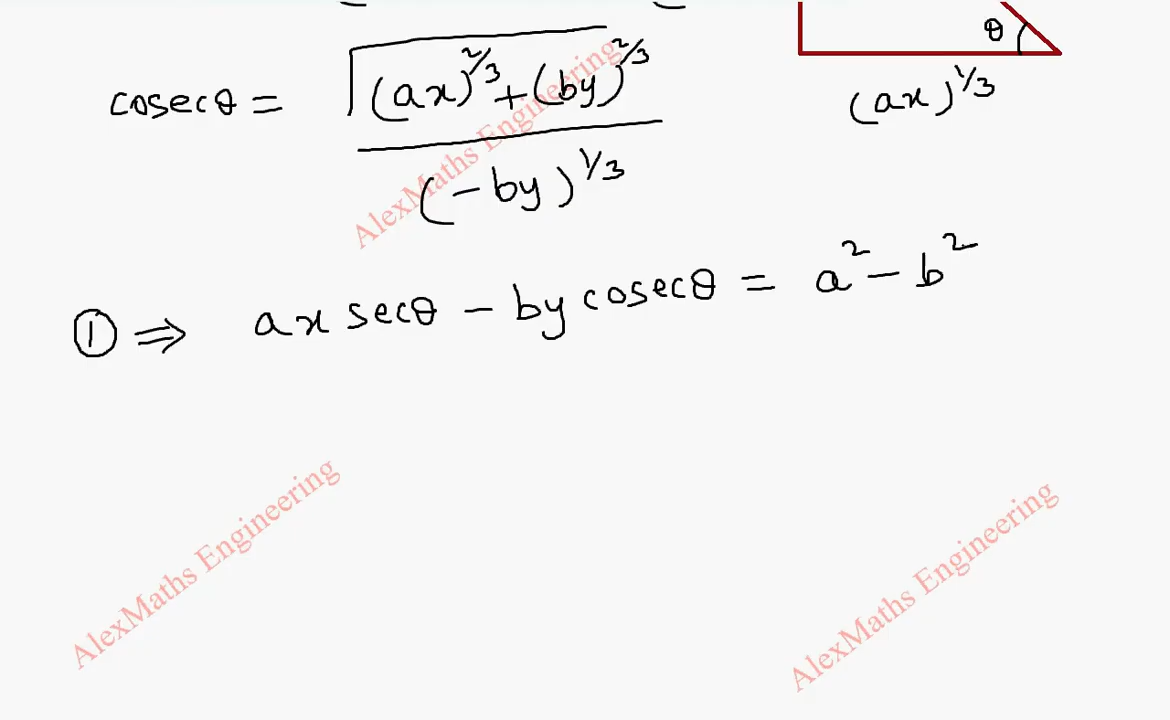 θ
cosecθ = √((ax)^2/3 + (by)^2/3) / (-by)^1/3
(ax)^1/3
① ⇒ ax secθ - by cosecθ = a² - b²
AlexMaths Engineering
AlexMaths Engineering
AlexMaths Engineering